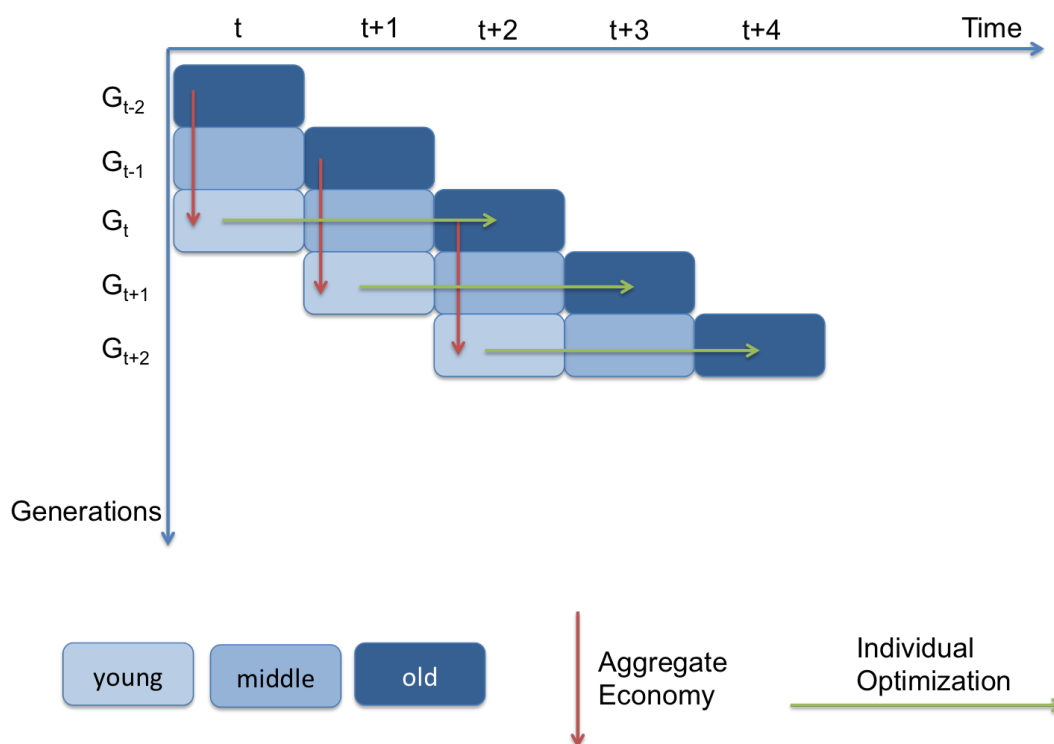 t t+1 t+2 t+3 t+4 Time
Gt-2
Gt-1
Gt
Gt+1
Gt+2
Generations
young middle old
Aggregate
Economy
Individual
Optimization